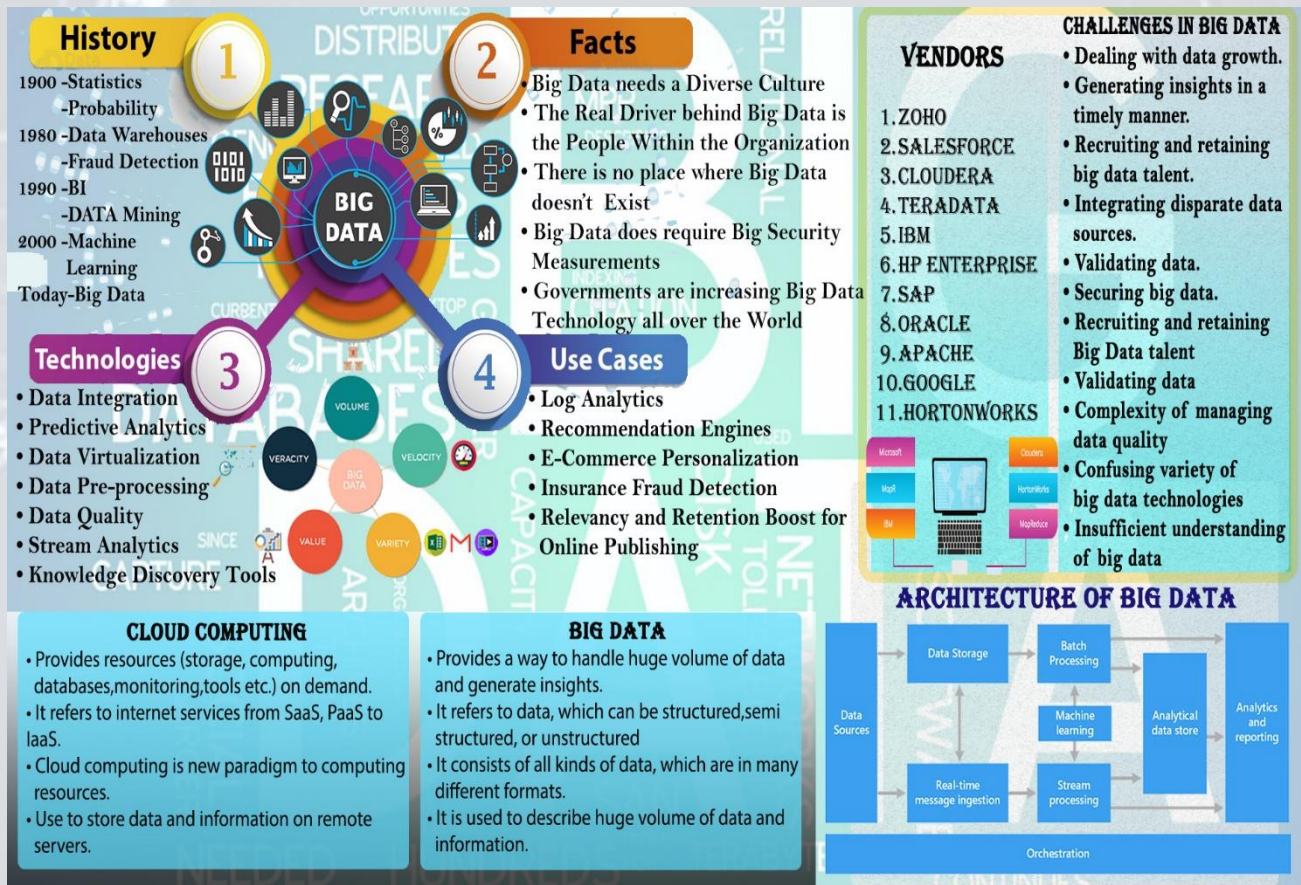 History
1
1900 -Statistics
-Probability
1980 -Data Warehouses
-Fraud Detection
1990 -BI
-DATA Mining
2000 -Machine
Learning
Today-Big Data
2
Facts
• Big Data needs a Diverse Culture
• The Real Driver behind Big Data is
the People Within the Organization
• There is no place where Big Data
doesn't Exist
• Big Data does require Big Security
Measurements
• Governments are increasing Big Data
Technology all over the World
BIG
DATA
0101
1010
Technologies
3
• Data Integration
• Predictive Analytics
• Data Virtualization
• Data Pre-processing
• Data Quality
• Stream Analytics
• Knowledge Discovery Tools
VOLUME
VERACITY
VELOCITY
BIG
DATA
VALUE
VARIETY
4
Use Cases
• Log Analytics
• Recommendation Engines
• E-Commerce Personalization
• Insurance Fraud Detection
• Relevancy and Retention Boost for
Online Publishing
VENDORS
1.ZOHO
2.SALESFORCE
3.CLOUDERA
4.TERADATA
5.IBM
6.HP ENTERPRISE
7.SAP
8.ORACLE
9.APACHE
10.GOOGLE
11.HORTONWORKS
Microsoft
MapR
IBM
Cloudera
HortonWorks
MapReduce
CHALLENGES IN BIG DATA
• Dealing with data growth.
• Generating insights in a
timely manner.
• Recruiting and retaining
big data talent.
• Integrating disparate data
sources.
• Validating data.
• Securing big data.
• Recruiting and retaining
Big Data talent
• Validating data
• Complexity of managing
data quality
• Confusing variety of
big data technologies
• Insufficient understanding
of big data
CLOUD COMPUTING
• Provides resources (storage, computing,
databases,monitoring,tools etc.) on demand.
• It refers to internet services from SaaS, PaaS to
IaaS.
• Cloud computing is new paradigm to computing
resources.
• Use to store data and information on remote
servers.
BIG DATA
• Provides a way to handle huge volume of data
and generate insights.
• It refers to data, which can be structured,semi
structured, or unstructured
• It consists of all kinds of data, which are in many
different formats.
• It is used to describe huge volume of data and
information.
ARCHITECTURE OF BIG DATA
Data
Sources
Data Storage
Batch
Processing
Machine
learning
Real-time
message ingestion
Stream
processing
Analytical
data store
Analytics
and
reporting
Orchestration